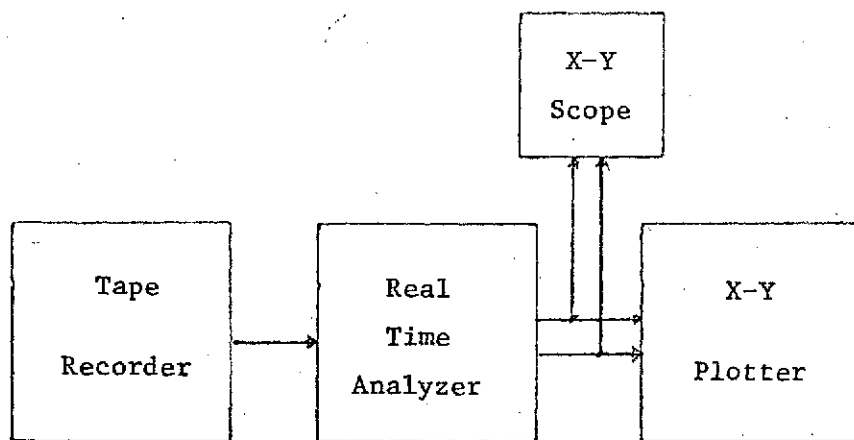 X-Y
Scope
Tape
Recorder
Real
Time
Analyzer
X-Y
Plotter